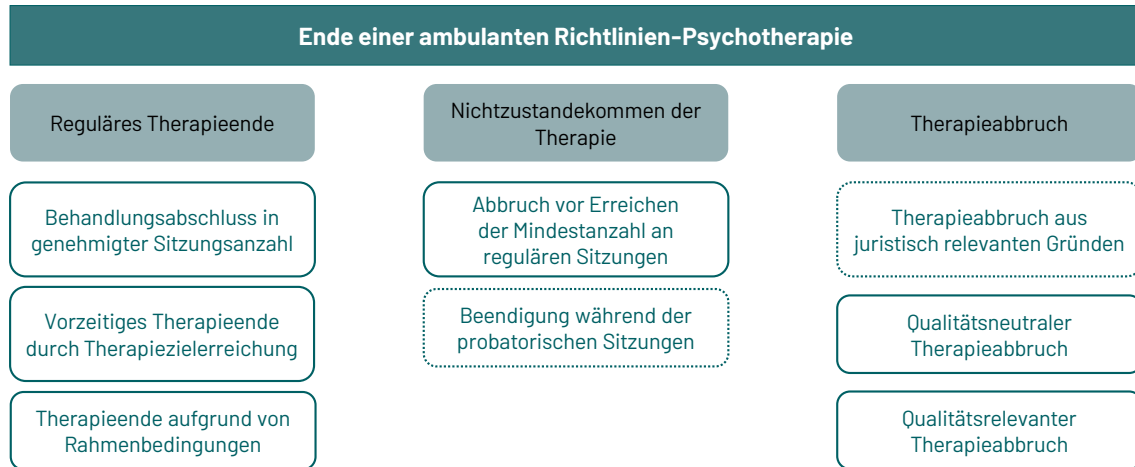 Ende einer ambulanten Richtlinien-Psychotherapie
Reguläres Therapieende
Nichtzustandekommen der
Therapie
Therapieabbruch
Behandlungsabschluss in
genehmigter Sitzungsanzahl
Abbruch vor Erreichen
der Mindestanzahl an
regulären Sitzungen
Therapieabbruch aus
juristisch relevanten Gründen
Vorzeitiges Therapieende
durch Therapiezielerreichung
Beendigung während der
probatorischen Sitzungen
Qualitätsneutraler
Therapieabbruch
Therapieende aufgrund von
Rahmenbedingungen
Qualitätsrelevanter
Therapieabbruch